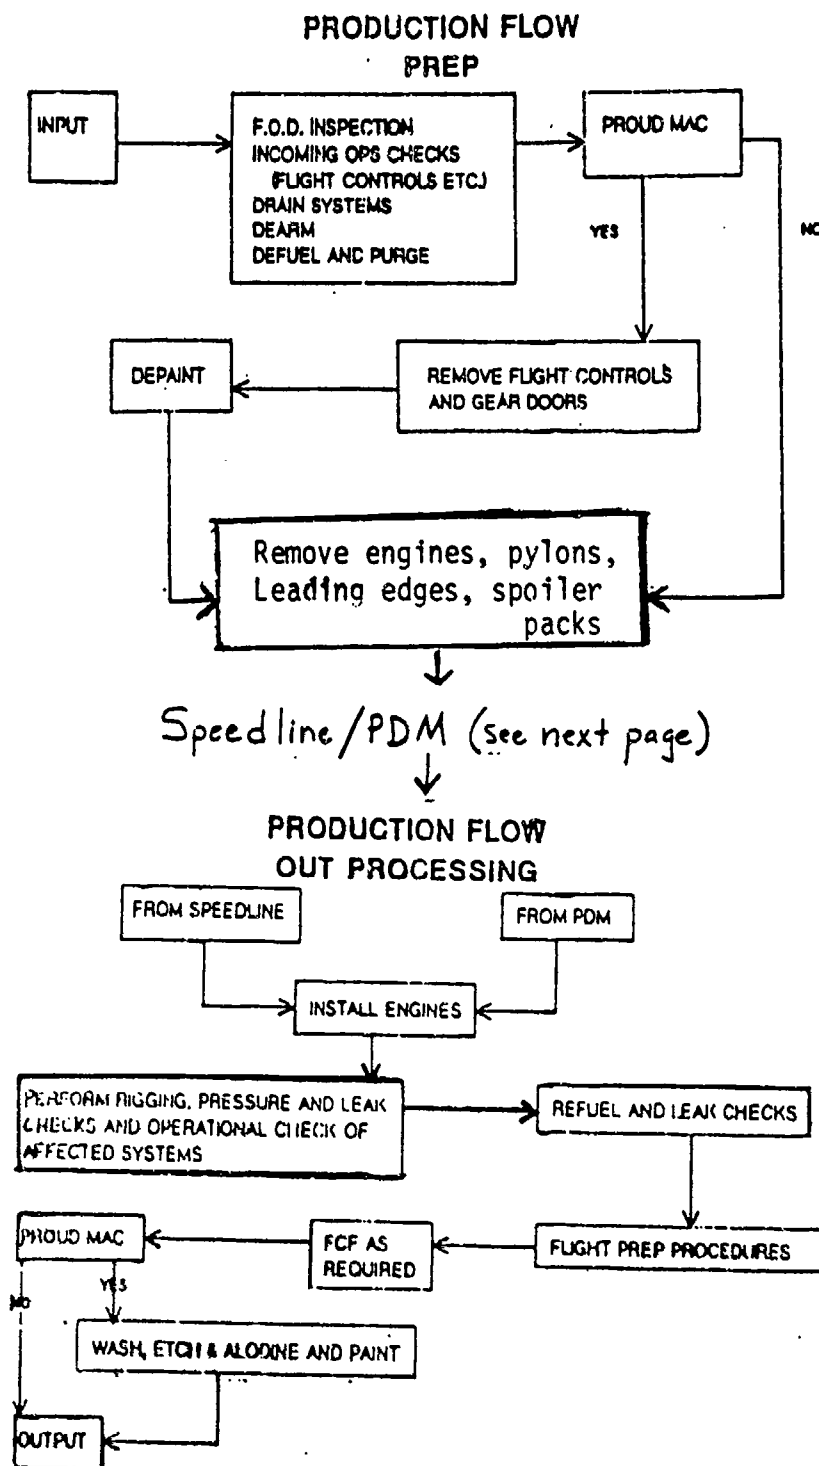 PRODUCTION FLOW
PREP
INPUT
F.O.D. INSPECTION
INCOMING OPS CHECKS
(FLIGHT CONTROLS ETC.)
DRAIN SYSTEMS
DEARM
DEFUEL AND PURGE
PROUD MAC
YES
NO
DEPAINT
REMOVE FLIGHT CONTROLS
AND GEAR DOORS
Remove engines, pylons,
Leading edges, spoiler
packs
Speedline/PDM (see next page)
PRODUCTION FLOW
OUT PROCESSING
FROM SPEEDLINE
FROM PDM
INSTALL ENGINES
PERFORM RIGGING, PRESSURE AND LEAK
CHECKS AND OPERATIONAL CHECK OF
AFFECTED SYSTEMS
REFUEL AND LEAK CHECKS
PROUD MAC
FCF AS
REQUIRED
FLIGHT PREP PROCEDURES
NO
YES
WASH, ETCH & ALODINE AND PAINT
OUTPUT